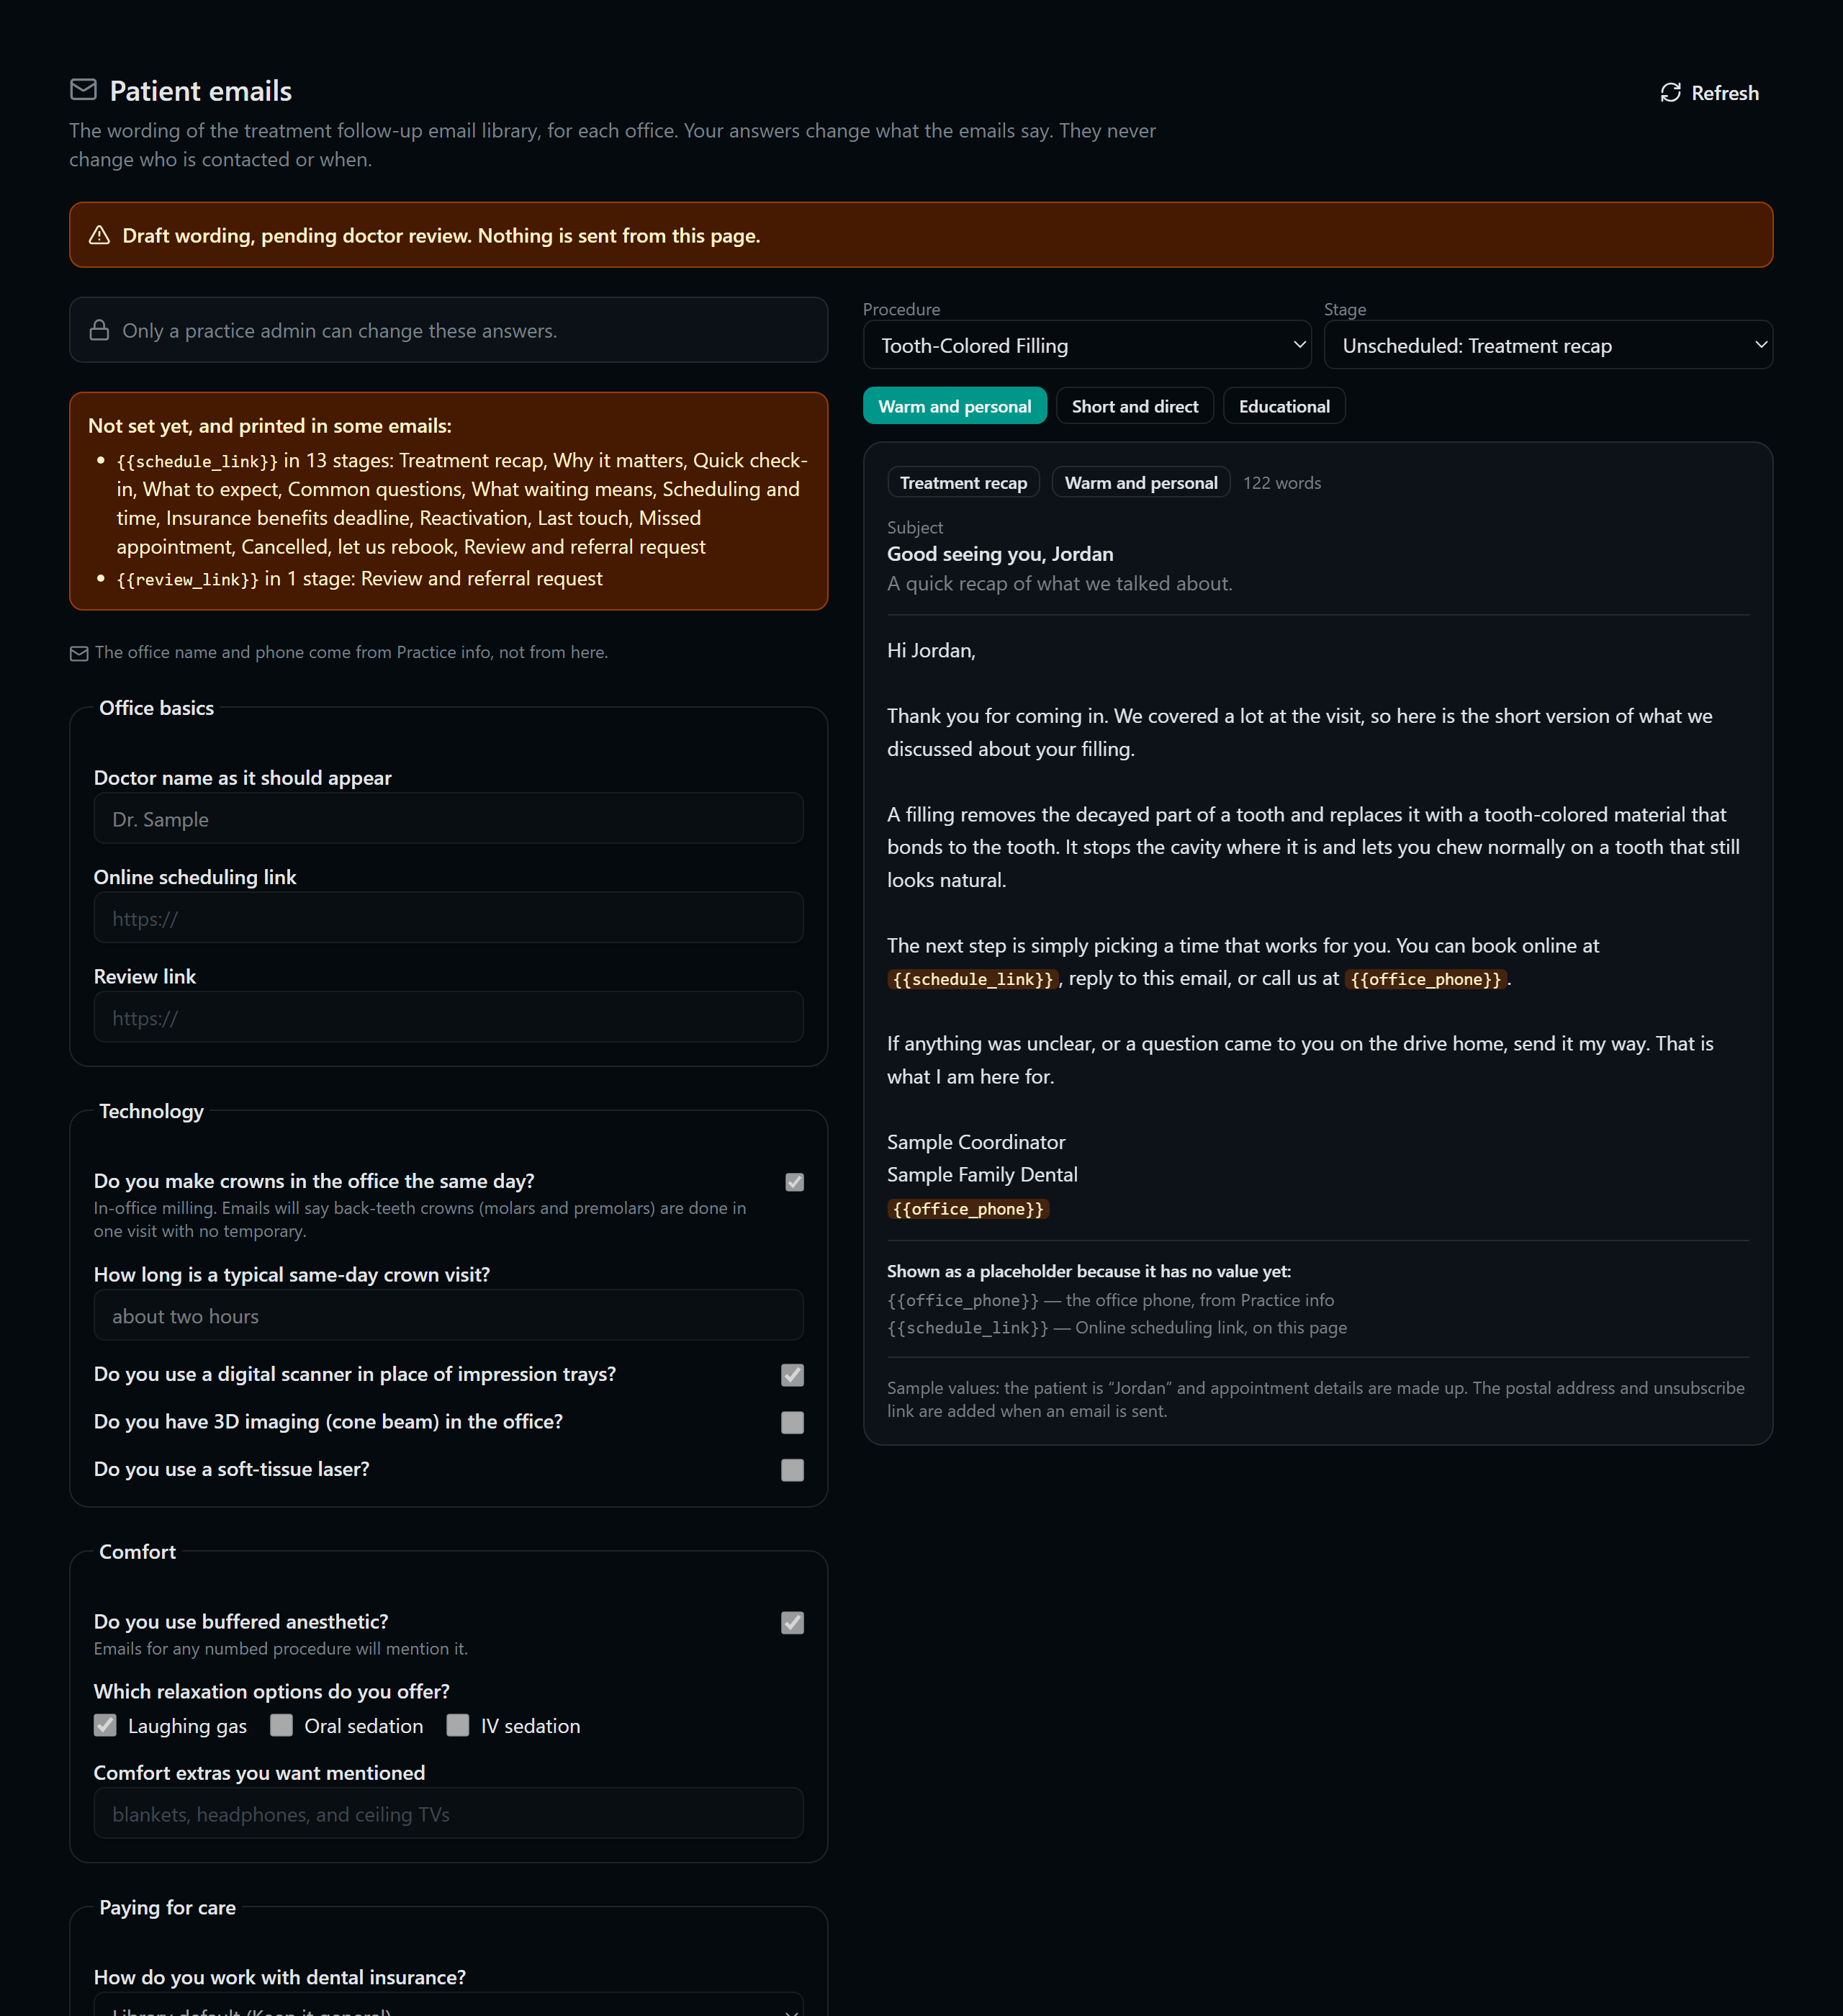 Patient emails
Refresh
The wording of the treatment follow-up email library, for each office. Your answers change what the emails say. They never
change who is contacted or when.
Draft wording, pending doctor review. Nothing is sent from this page.
Only a practice admin can change these answers.
Not set yet, and printed in some emails:
• {{schedule_link}} in 13 stages: Treatment recap, Why it matters, Quick check-
in, What to expect, Common questions, What waiting means, Scheduling and
time, Insurance benefits deadline, Reactivation, Last touch, Missed
appointment, Cancelled, let us rebook, Review and referral request
• {{review_link}} in 1 stage: Review and referral request
The office name and phone come from Practice info, not from here.
Office basics
Doctor name as it should appear
Dr. Sample
Online scheduling link
https://
Review link
https://
Technology
Do you make crowns in the office the same day?
In-office milling. Emails will say back-teeth crowns (molars and premolars) are done in
one visit with no temporary.
How long is a typical same-day crown visit?
about two hours
Do you use a digital scanner in place of impression trays?
Do you have 3D imaging (cone beam) in the office?
Do you use a soft-tissue laser?
Comfort
Do you use buffered anesthetic?
Emails for any numbed procedure will mention it.
Which relaxation options do you offer?
Laughing gas Oral sedation IV sedation
Comfort extras you want mentioned
blankets, headphones, and ceiling TVs
Paying for care
How do you work with dental insurance?
Library default (Keep it general)
Procedure
Tooth-Colored Filling
Stage
Unscheduled: Treatment recap
Warm and personal Short and direct Educational
Treatment recap Warm and personal 122 words
Subject
Good seeing you, Jordan
A quick recap of what we talked about.
Hi Jordan,
Thank you for coming in. We covered a lot at the visit, so here is the short version of what we
discussed about your filling.
A filling removes the decayed part of a tooth and replaces it with a tooth-colored material that
bonds to the tooth. It stops the cavity where it is and lets you chew normally on a tooth that still
looks natural.
The next step is simply picking a time that works for you. You can book online at
{{schedule_link}}, reply to this email, or call us at {{office_phone}}.
If anything was unclear, or a question came to you on the drive home, send it my way. That is
what I am here for.
Sample Coordinator
Sample Family Dental
{{office_phone}}
Shown as a placeholder because it has no value yet:
{{office_phone}} — the office phone, from Practice info
{{schedule_link}} — Online scheduling link, on this page
Sample values: the patient is “Jordan” and appointment details are made up. The postal address and unsubscribe
link are added when an email is sent.